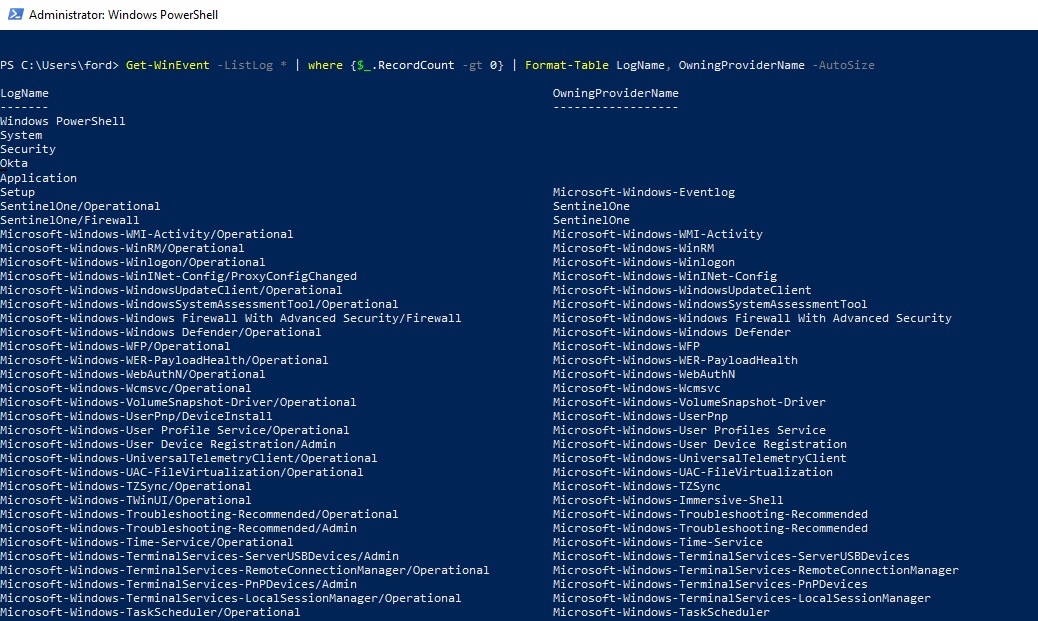 Administrator: Windows PowerShell
PS C:\Users\ford> Get-WinEvent -ListLog * | where {$_.RecordCount -gt 0} | Format-Table LogName, OwningProviderName -AutoSize
LogName OwningProviderName
------- ------------------
Windows PowerShell
System
Security
Okta
Application
Setup Microsoft-Windows-Eventlog
SentinelOne/Operational SentinelOne
SentinelOne/Firewall SentinelOne
Microsoft-Windows-WMI-Activity/Operational Microsoft-Windows-WMI-Activity
Microsoft-Windows-WinRM/Operational Microsoft-Windows-WinRM
Microsoft-Windows-Winlogon/Operational Microsoft-Windows-Winlogon
Microsoft-Windows-WinINet-Config/ProxyConfigChanged Microsoft-Windows-WinINet-Config
Microsoft-Windows-WindowsUpdateClient/Operational Microsoft-Windows-WindowsUpdateClient
Microsoft-Windows-WindowsSystemAssessmentTool/Operational Microsoft-Windows-WindowsSystemAssessmentTool
Microsoft-Windows-Windows Firewall With Advanced Security/Firewall Microsoft-Windows-Windows Firewall With Advanced Security
Microsoft-Windows-Windows Defender/Operational Microsoft-Windows-Windows Defender
Microsoft-Windows-WFP/Operational Microsoft-Windows-WFP
Microsoft-Windows-WER-PayloadHealth/Operational Microsoft-Windows-WER-PayloadHealth
Microsoft-Windows-WebAuthN/Operational Microsoft-Windows-WebAuthN
Microsoft-Windows-Wcmsvc/Operational Microsoft-Windows-Wcmsvc
Microsoft-Windows-VolumeSnapshot-Driver/Operational Microsoft-Windows-VolumeSnapshot-Driver
Microsoft-Windows-UserPnp/DeviceInstall Microsoft-Windows-UserPnp
Microsoft-Windows-User Profile Service/Operational Microsoft-Windows-User Profiles Service
Microsoft-Windows-User Device Registration/Admin Microsoft-Windows-User Device Registration
Microsoft-Windows-UniversalTelemetryClient/Operational Microsoft-Windows-UniversalTelemetryClient
Microsoft-Windows-UAC-FileVirtualization/Operational Microsoft-Windows-UAC-FileVirtualization
Microsoft-Windows-TZSync/Operational Microsoft-Windows-TZSync
Microsoft-Windows-TWinUI/Operational Microsoft-Windows-Immersive-Shell
Microsoft-Windows-Troubleshooting-Recommended/Operational Microsoft-Windows-Troubleshooting-Recommended
Microsoft-Windows-Troubleshooting-Recommended/Admin Microsoft-Windows-Troubleshooting-Recommended
Microsoft-Windows-Time-Service/Operational Microsoft-Windows-Time-Service
Microsoft-Windows-TerminalServices-ServerUSBDevices/Admin Microsoft-Windows-TerminalServices-ServerUSBDevices
Microsoft-Windows-TerminalServices-RemoteConnectionManager/Operational Microsoft-Windows-TerminalServices-RemoteConnectionManager
Microsoft-Windows-TerminalServices-PnPDevices/Admin Microsoft-Windows-TerminalServices-PnPDevices
Microsoft-Windows-TerminalServices-LocalSessionManager/Operational Microsoft-Windows-TerminalServices-LocalSessionManager
Microsoft-Windows-TaskScheduler/Operational Microsoft-Windows-TaskScheduler